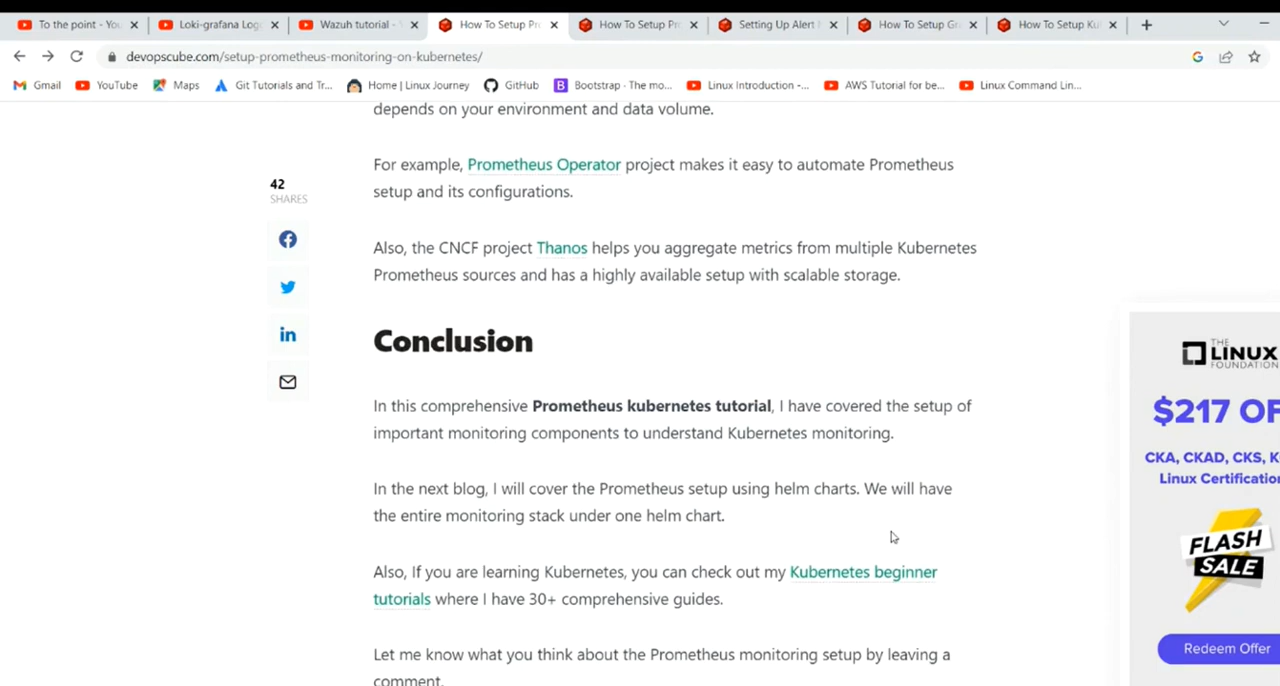 To the point - You
Loki-grafana Log
Wazuh tutorial -
How To Setup Pr
How To Setup Pr
Setting Up Alert
How To Setup Gr
How To Setup Ku
devopscube.com/setup-prometheus-monitoring-on-kubernetes/
Gmail
YouTube
Maps
Git Tutorials and Tr...
Home | Linux Journey
GitHub
Bootstrap · The mo...
Linux Introduction -...
AWS Tutorial for be...
Linux Command Lin...
depends on your environment and data volume.
For example, Prometheus Operator project makes it easy to automate Prometheus
setup and its configurations.
42
SHARES
Also, the CNCF project Thanos helps you aggregate metrics from multiple Kubernetes
Prometheus sources and has a highly available setup with scalable storage.
Conclusion
In this comprehensive Prometheus kubernetes tutorial, I have covered the setup of
important monitoring components to understand Kubernetes monitoring.
In the next blog, I will cover the Prometheus setup using helm charts. We will have
the entire monitoring stack under one helm chart.
Also, If you are learning Kubernetes, you can check out my Kubernetes beginner
tutorials where I have 30+ comprehensive guides.
Let me know what you think about the Prometheus monitoring setup by leaving a
comment.
THE
LINUX
FOUNDATION
$217 OF
CKA, CKAD, CKS, K
Linux Certification
FLASH
SALE
Redeem Offer